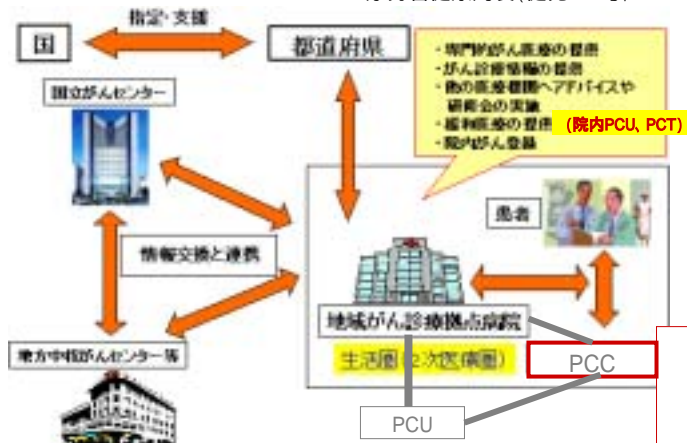 指定・支援
国
都道府県
国立がんセンター
・専門的がん医療の提供
・がん診療情報の提供
・他の医療機関へアドバイスや
研修会の実施
・緩和医療の提供 (院内PCU、PCT)
・院内がん登録
患者
情報交換と連携
地域がん診療拠点病院
地方中核がんセンター等
生活圏(2次医療圏)
PCC
PCU